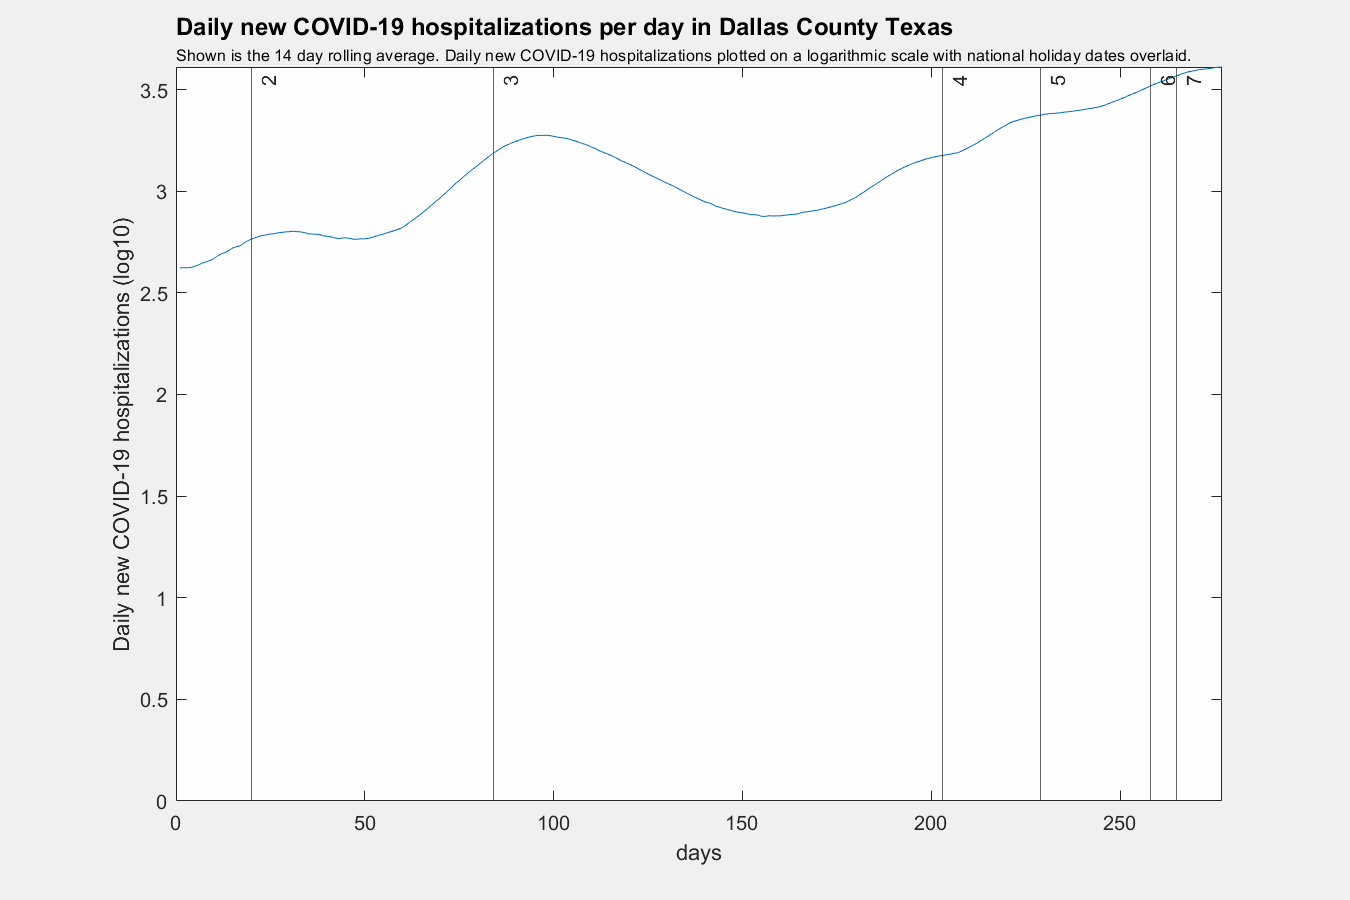 Daily new COVID-19 hospitalizations per day in Dallas County Texas
Shown is the 14 day rolling average. Daily new COVID-19 hospitalizations plotted on a logarithmic scale with national holiday dates overlaid.
2
3
4
5
6
7
3.5
3
2.5
2
1.5
1
0.5
0
Daily new COVID-19 hospitalizations (log10)
0 50 100 150 200 250
days